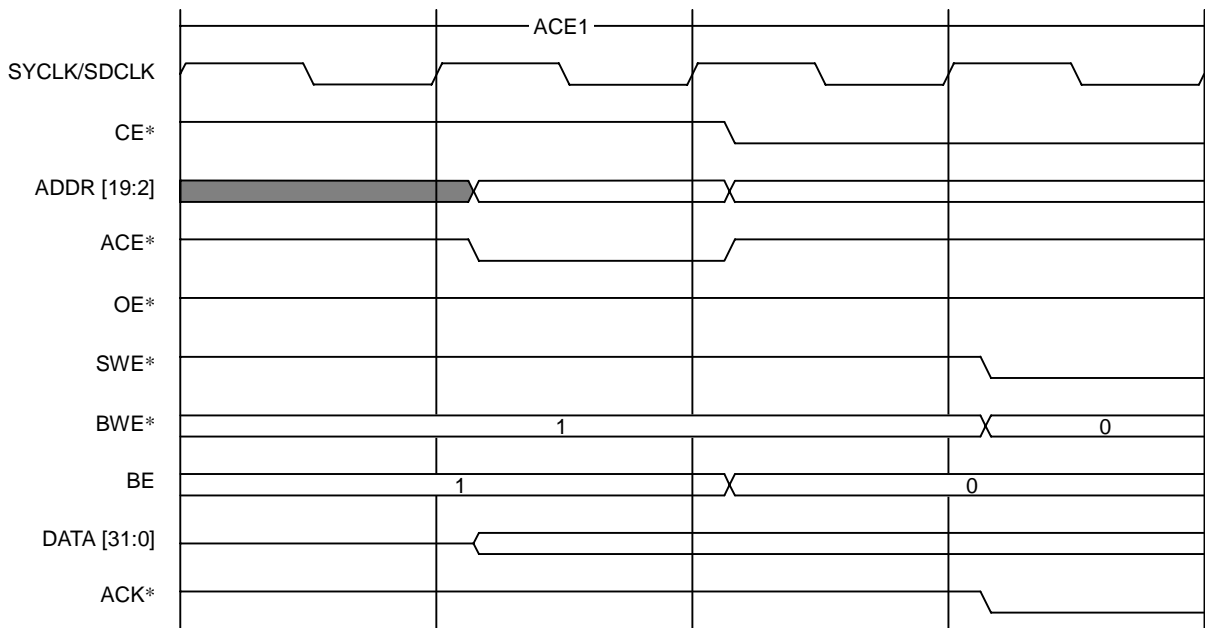 ACE1
SYCLK/SDCLK
CE*
ADDR [19:2]
ACE*
OE*
SWE*
BWE* 1 0
BE 1 0
DATA [31:0]
ACK*